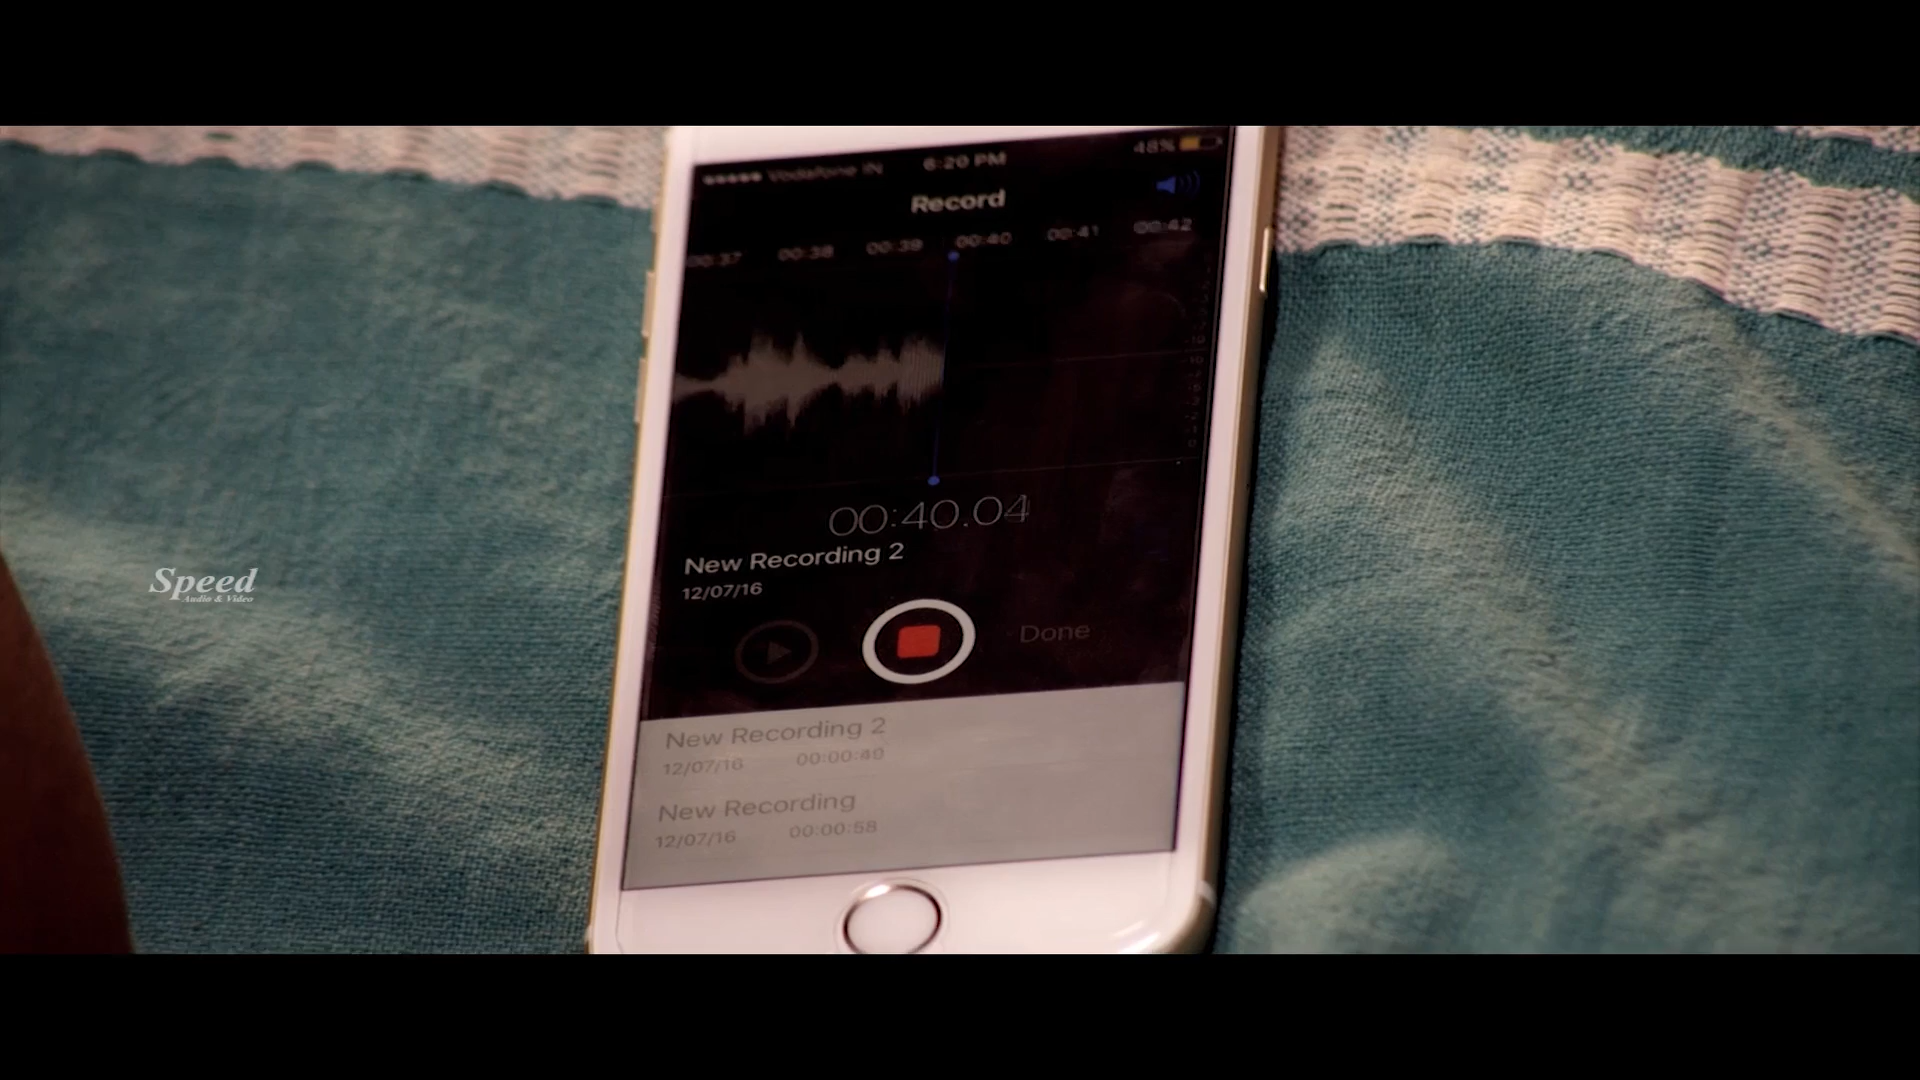 Vodafone IN 6:20 PM 48%
Record
00:37 00:38 00:39 00:40 00:41 00:42
00:40.04
New Recording 2
12/07/16
Done
New Recording 2
12/07/16 00:00:49
New Recording
12/07/16 00:00:58
Speed
Audio & Video